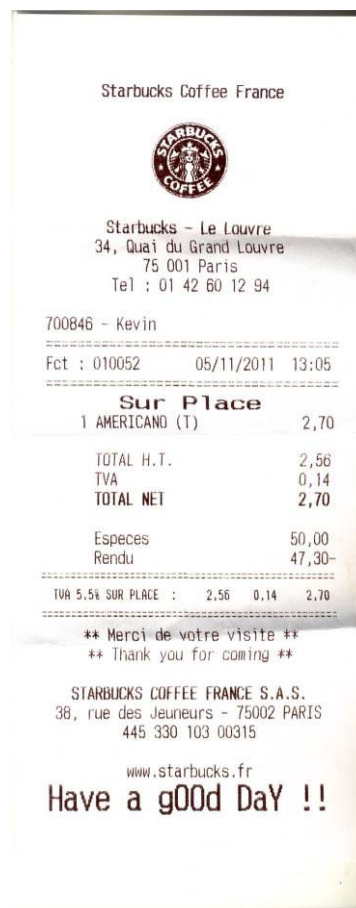 Starbucks Coffee France
STARBUCKS
COFFEE
Starbucks - Le Louvre
34, Quai du Grand Louvre
75 001 Paris
Tel : 01 42 60 12 94
700846 - Kevin
Fct : 010052 05/11/2011 13:05
Sur Place
1 AMERICANO (T) 2,70
TOTAL H.T. 2,56
TVA 0,14
TOTAL NET 2,70
Especes 50,00
Rendu 47,30-
TVA 5.5% SUR PLACE : 2,56 0,14 2,70
** Merci de votre visite **
** Thank you for coming **
STARBUCKS COFFEE FRANCE S.A.S.
38, rue des Jeuneurs - 75002 PARIS
445 330 103 00315
www.starbucks.fr
Have a gOOd DaY !!